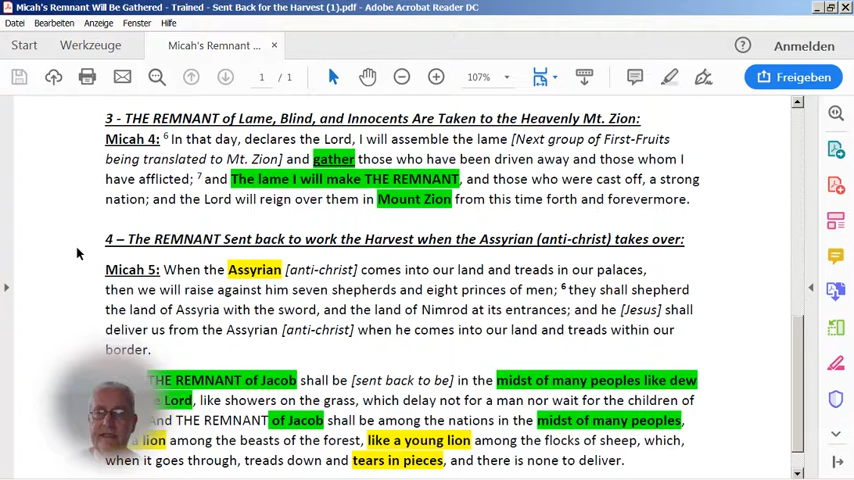 Micah's Remnant Will Be Gathered - Trained - Sent Back for the Harvest (1).pdf - Adobe Acrobat Reader DC
Datei Bearbeiten Anzeige Fenster Hilfe
Start Werkzeuge Micah's Remnant ... × Anmelden
1 / 1 107% Freigeben
3 - THE REMNANT of Lame, Blind, and Innocents Are Taken to the Heavenly Mt. Zion:
Micah 4: 6 In that day, declares the Lord, I will assemble the lame [Next group of First-Fruits
being translated to Mt. Zion] and gather those who have been driven away and those whom I
have afflicted; 7 and The lame I will make THE REMNANT, and those who were cast off, a strong
nation; and the Lord will reign over them in Mount Zion from this time forth and forevermore.
4 – The REMNANT Sent back to work the Harvest when the Assyrian (anti-christ) takes over:
Micah 5: When the Assyrian [anti-christ] comes into our land and treads in our palaces,
then we will raise against him seven shepherds and eight princes of men; 6 they shall shepherd
the land of Assyria with the sword, and the land of Nimrod at its entrances; and he [Jesus] shall
deliver us from the Assyrian [anti-christ] when he comes into our land and treads within our
border.
THE REMNANT of Jacob shall be [sent back to be] in the midst of many peoples like dew
Lord, like showers on the grass, which delay not for a man nor wait for the children of
And THE REMNANT of Jacob shall be among the nations in the midst of many peoples,
a lion among the beasts of the forest, like a young lion among the flocks of sheep, which,
when it goes through, treads down and tears in pieces, and there is none to deliver.